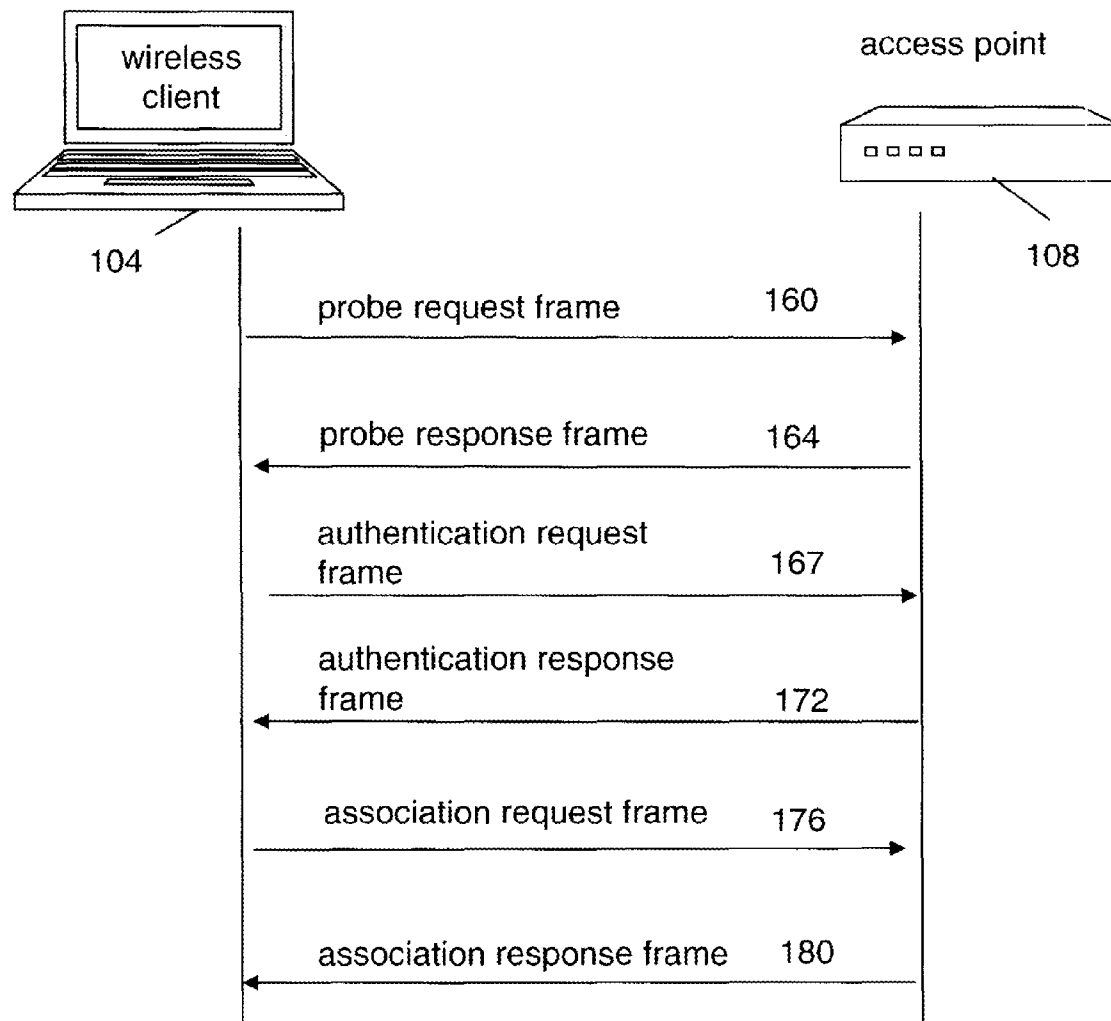 wireless
client
access point
104
108
probe request frame 160
probe response frame 164
authentication request
frame 167
authentication response
frame 172
association request frame 176
association response frame 180